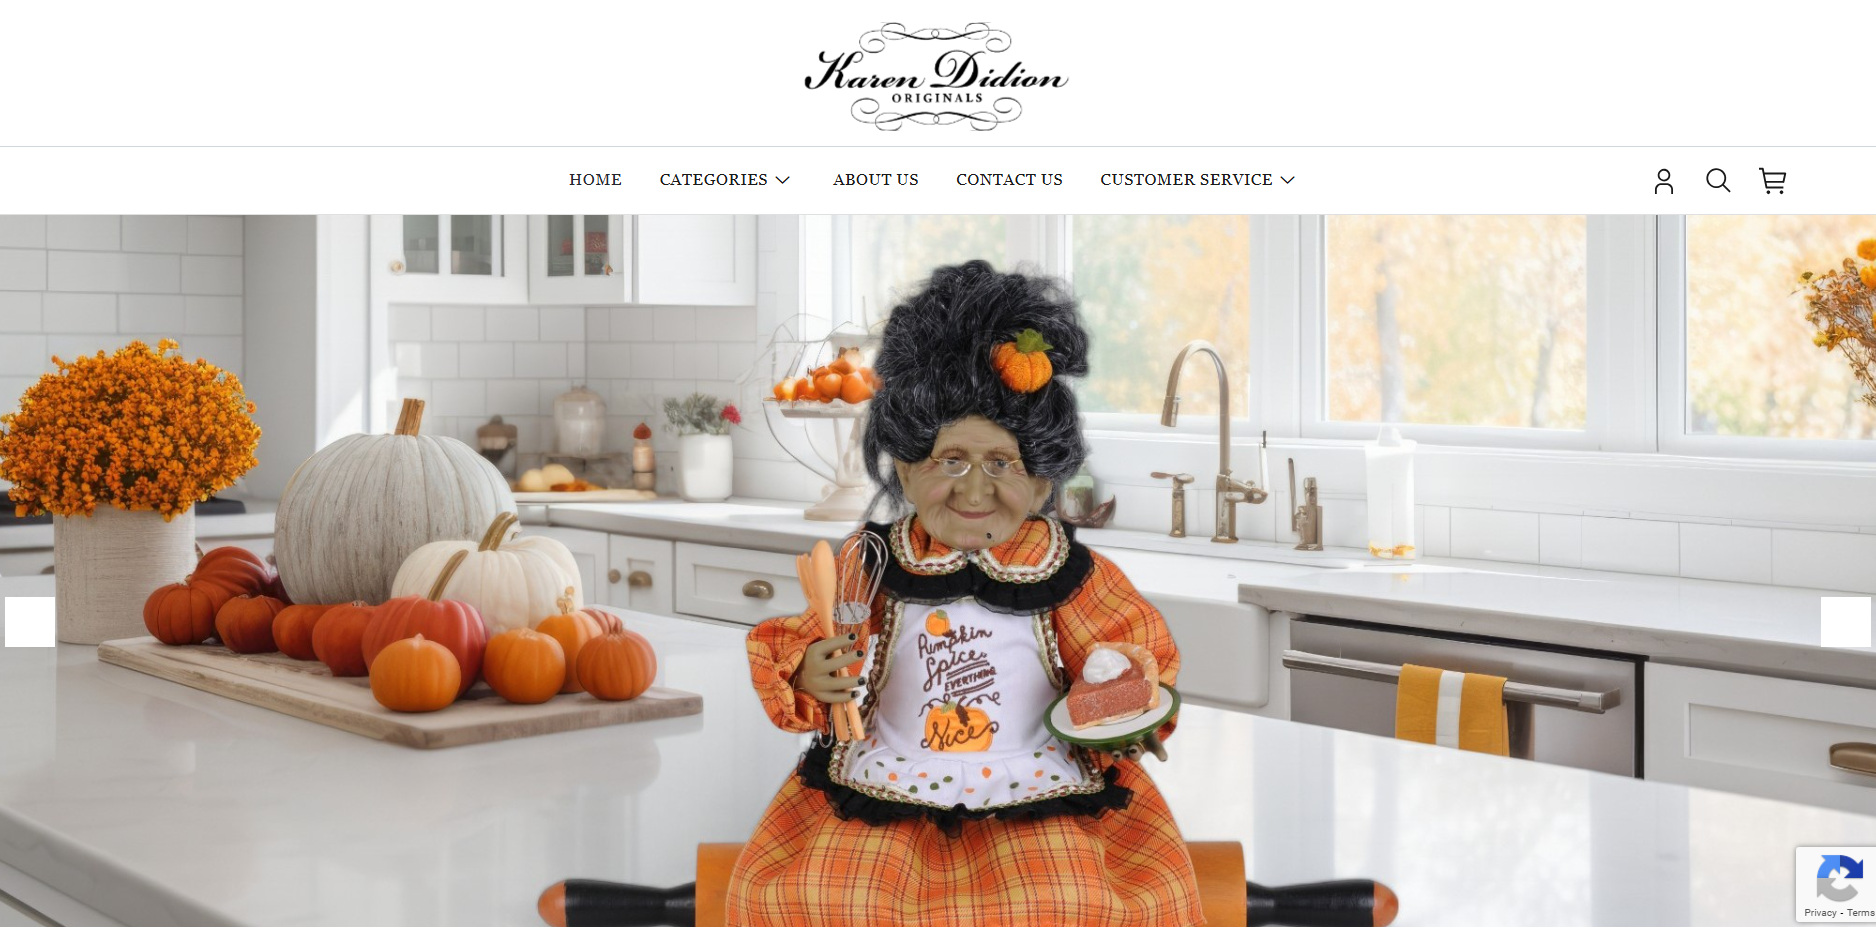 Karen Didion
ORIGINALS
HOME
CATEGORIES
ABOUT US
CONTACT US
CUSTOMER SERVICE
Pumpkin
Spice
EVERYTHING
Nice
Privacy - Terms